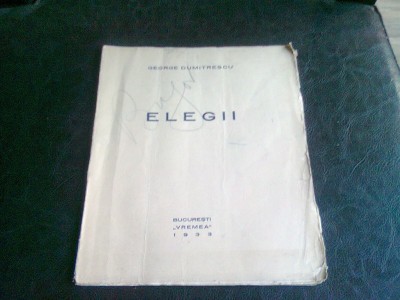 GEORGE DUMITRESCU
ELEGII
BUCUREȘTI
„VREMEA”
1933